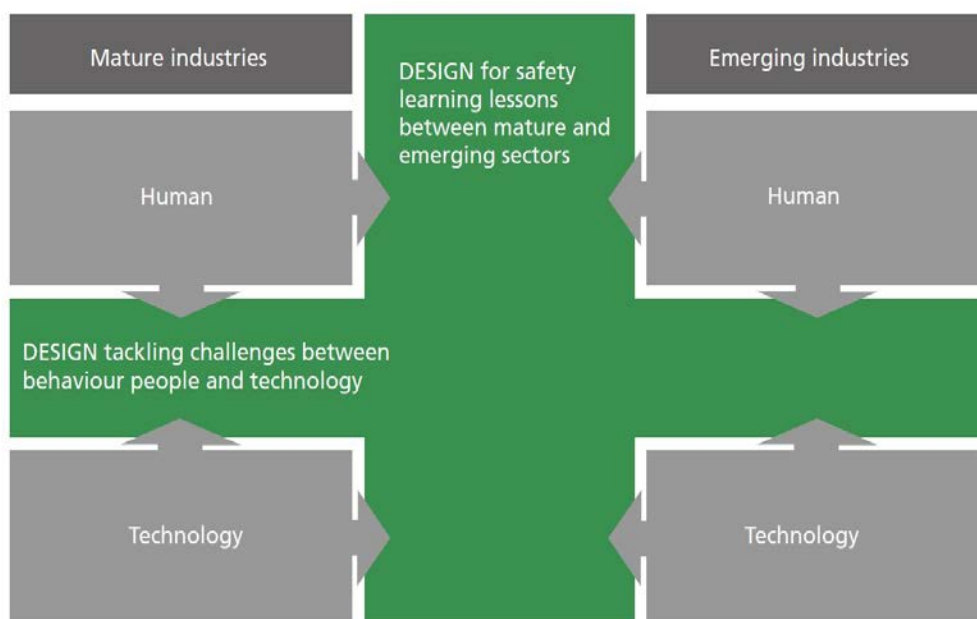 Mature industries
DESIGN for safety
learning lessons
between mature and
emerging sectors
Emerging industries
Human
Human
DESIGN tackling challenges between
behaviour people and technology
Technology
Technology